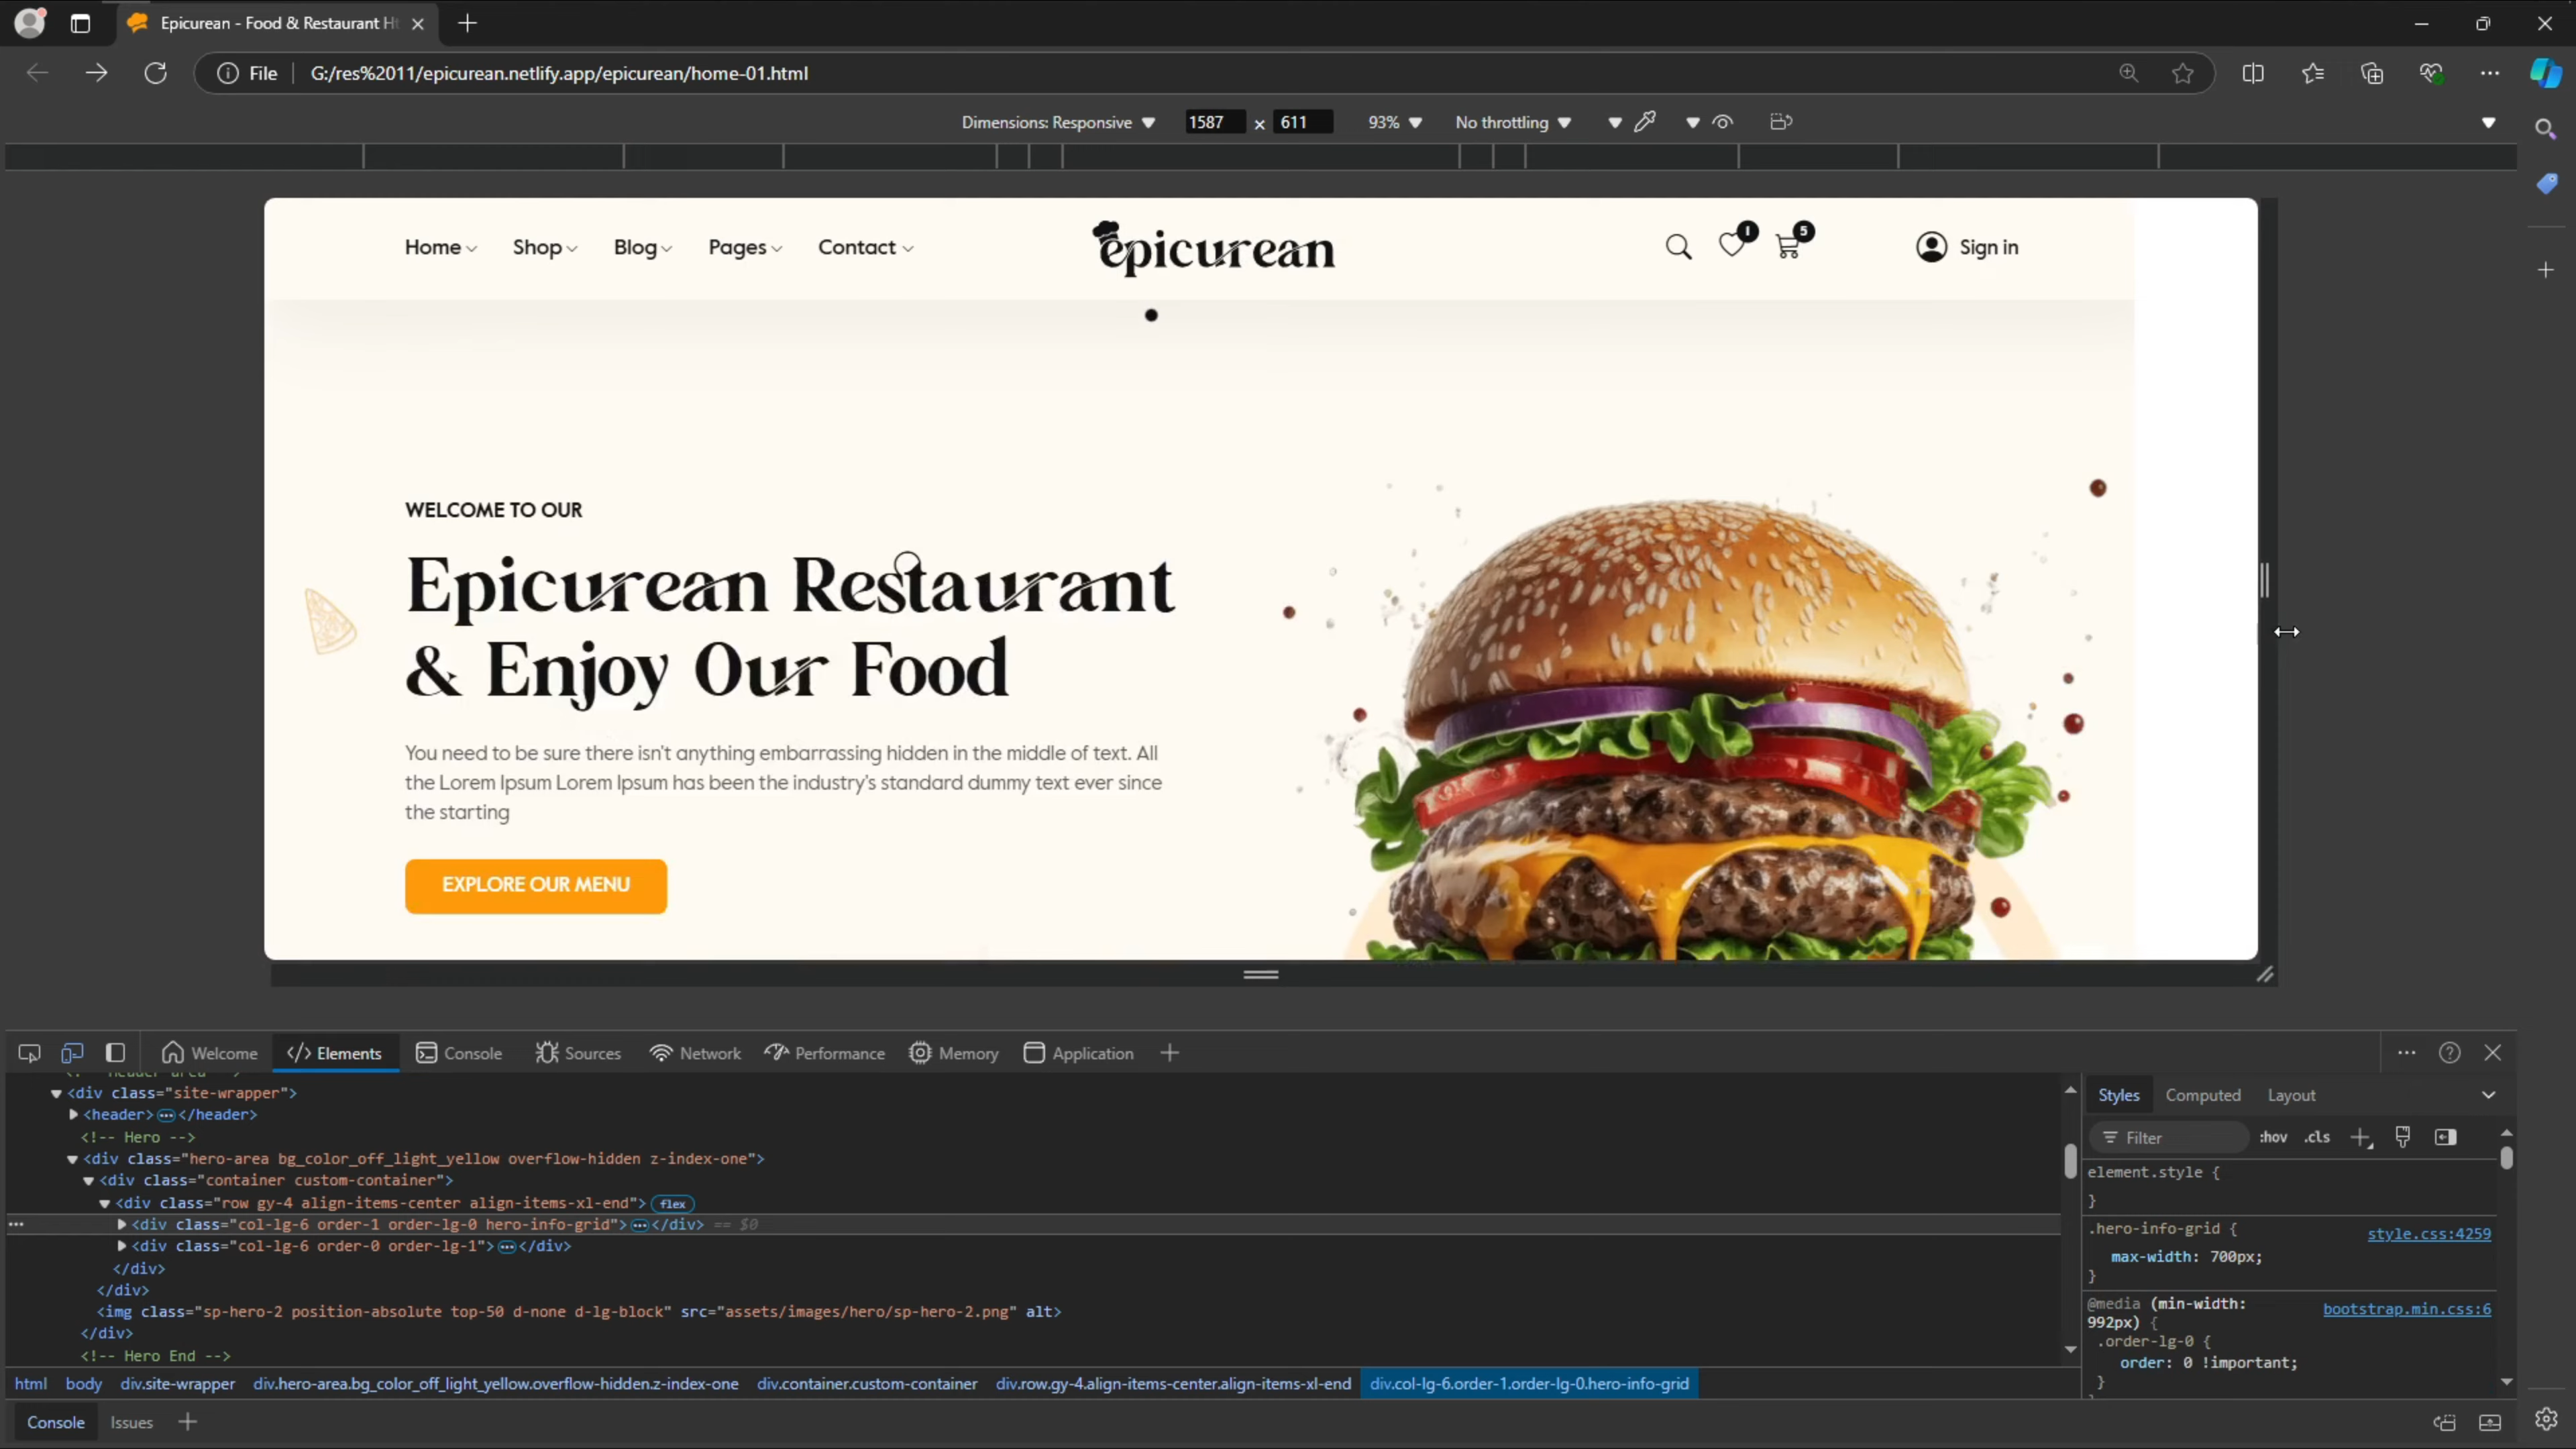 Epicurean - Food & Restaurant Ht
File G:/res%2011/epicurean.netlify.app/epicurean/home-01.html
Dimensions: Responsive 1587 × 611 93% No throttling
Home Shop Blog Pages Contact epicurean 1 5 Sign in
WELCOME TO OUR
Epicurean Restaurant
& Enjoy Our Food
You need to be sure there isn't anything embarrassing hidden in the middle of text. All
the Lorem Ipsum Lorem Ipsum has been the industry's standard dummy text ever since
the starting
EXPLORE OUR MENU
Welcome </> Elements Console Sources Network Performance Memory Application
<div class="site-wrapper">
<header> </header>
<!-- Hero -->
<div class="hero-area bg_color_off_light_yellow overflow-hidden z-index-one">
<div class="container custom-container">
<div class="row gy-4 align-items-center align-items-xl-end"> flex
<div class="col-lg-6 order-1 order-lg-0 hero-info-grid"> </div> == $0
<div class="col-lg-6 order-0 order-lg-1"> </div>
</div>
</div>
<img class="sp-hero-2 position-absolute top-50 d-none d-lg-block" src="assets/images/hero/sp-hero-2.png" alt>
</div>
<!-- Hero End -->
html body div.site-wrapper div.hero-area.bg_color_off_light_yellow.overflow-hidden.z-index-one div.container.custom-container div.row.gy-4.align-items-center.align-items-xl-end div.col-lg-6.order-1.order-lg-0.hero-info-grid
Styles Computed Layout
Filter :hov .cls
element.style {
}
.hero-info-grid { style.css:4259
max-width: 700px;
}
@media (min-width: bootstrap.min.css:6
992px) {
.order-lg-0 {
order: 0 !important;
}
Console Issues